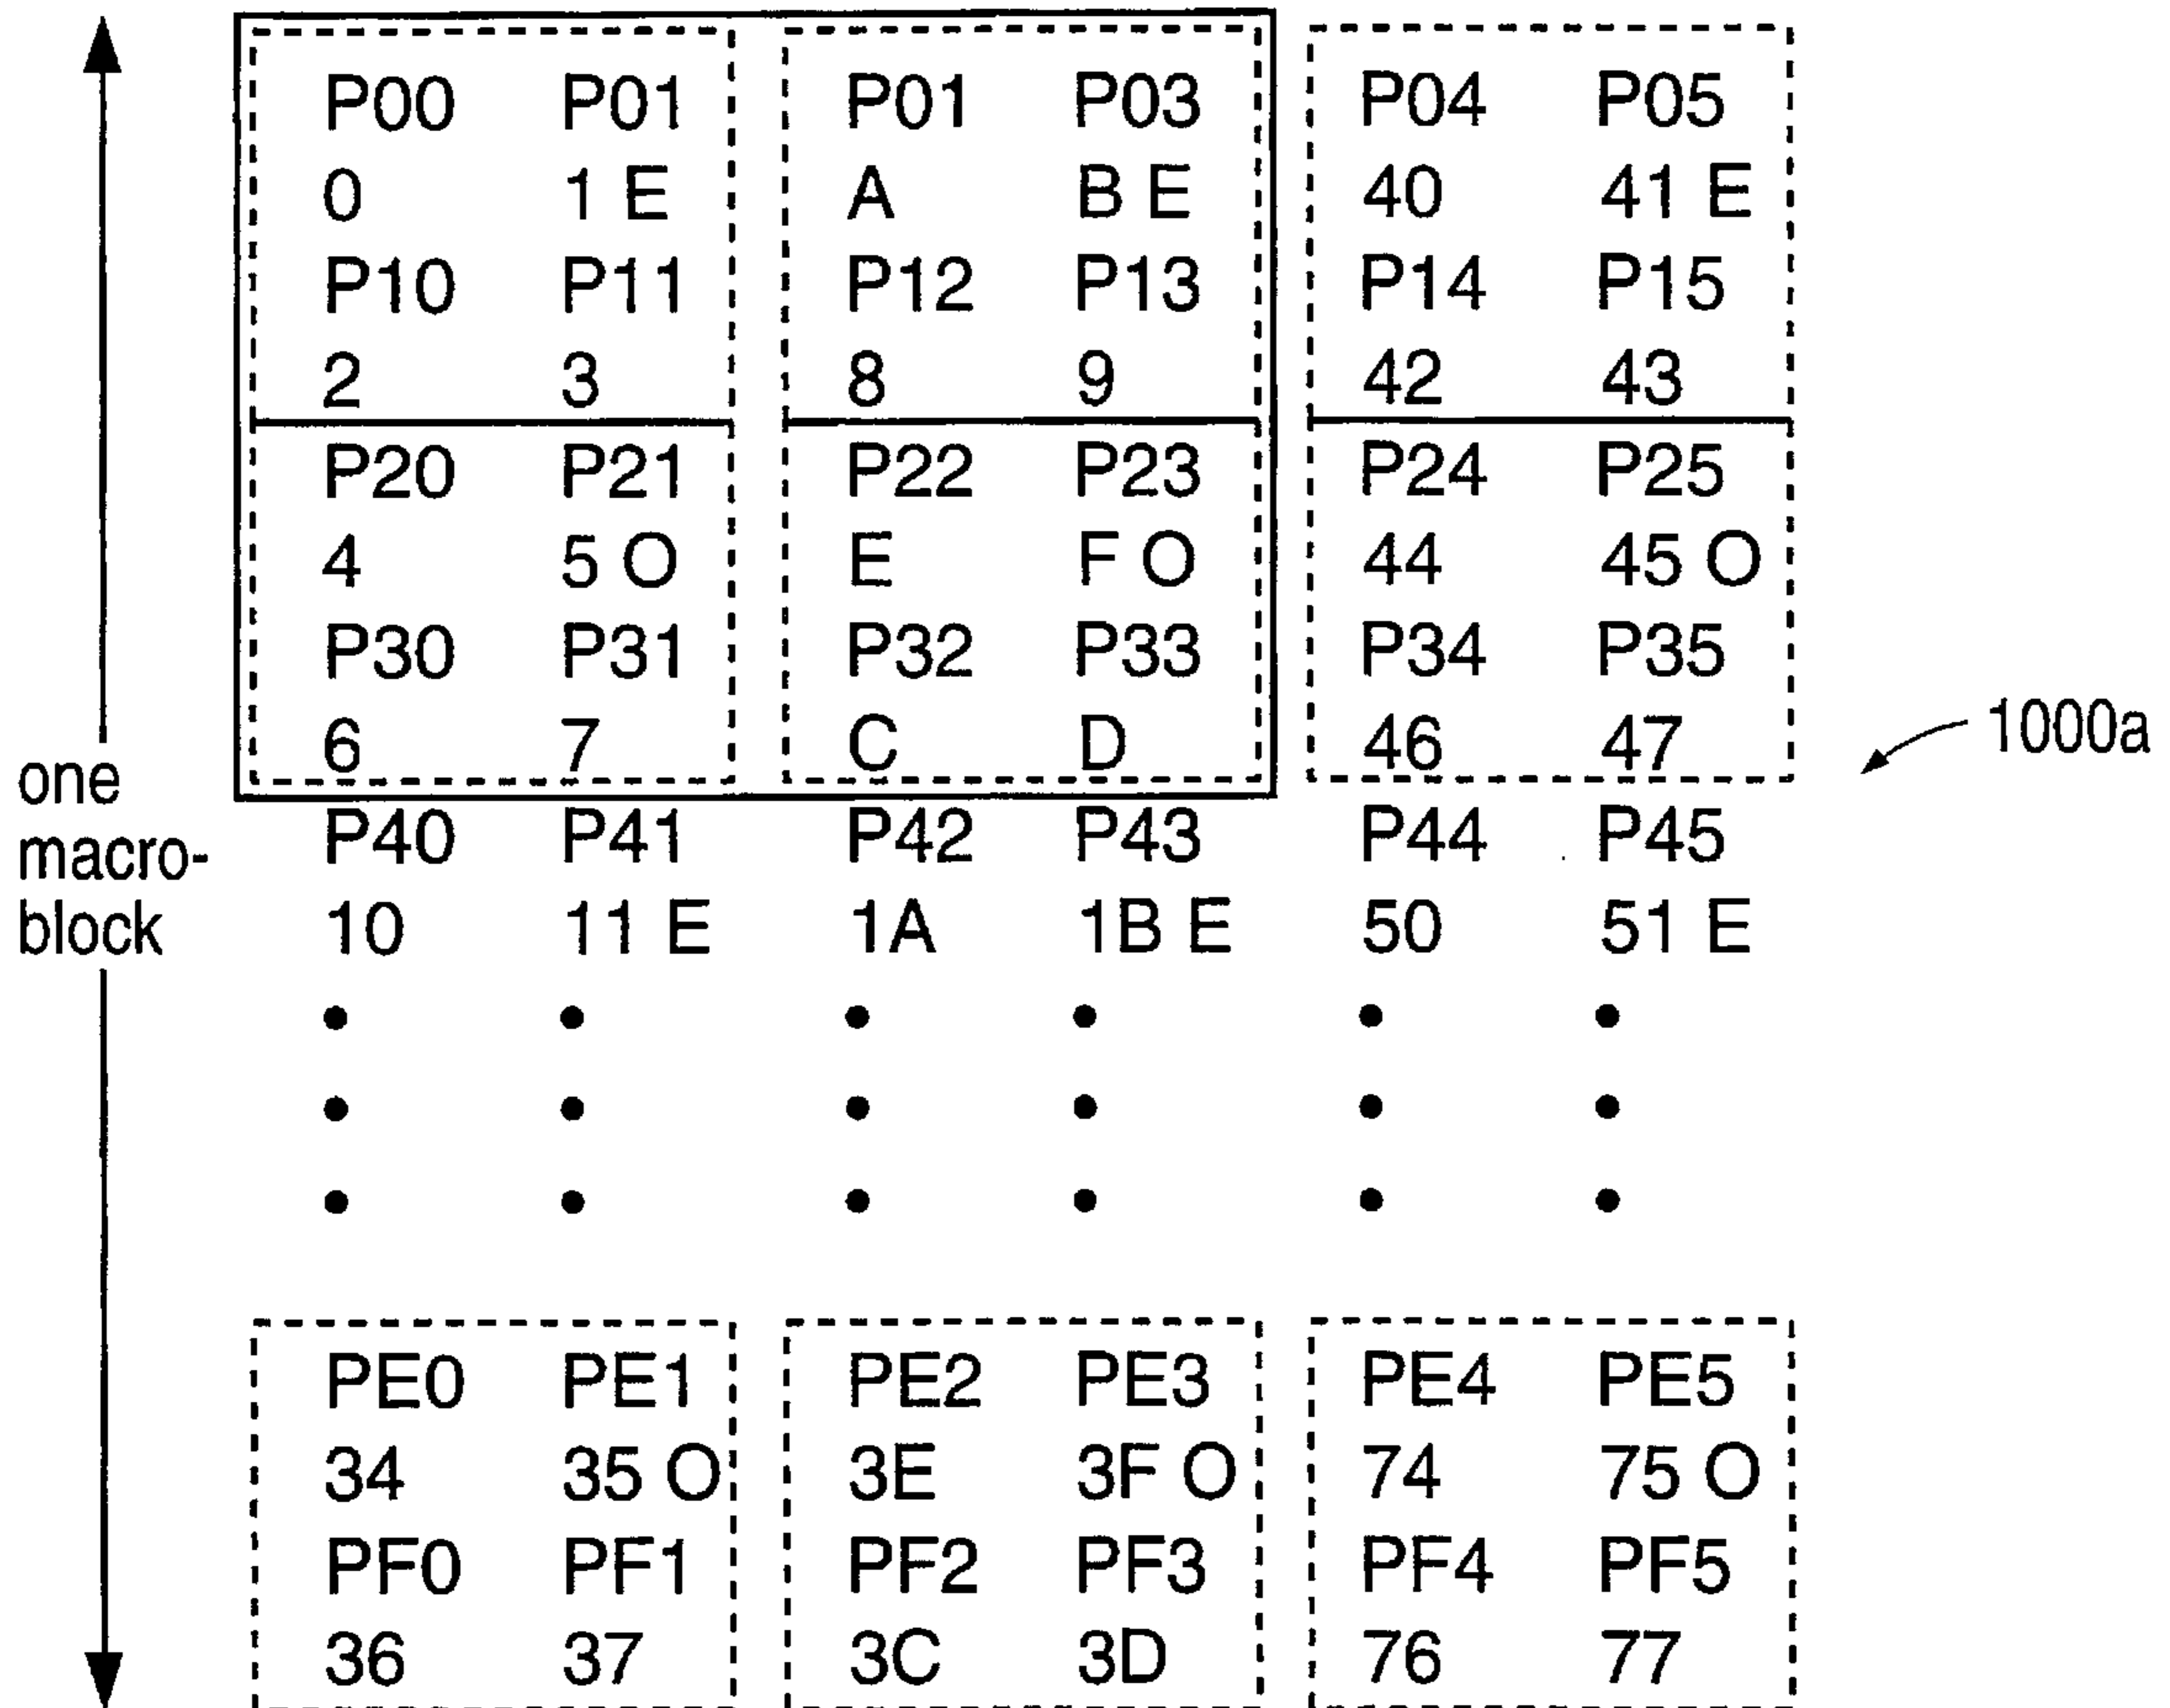 P00 P01 P01 P03 P04 P05
0 1 E A B E 40 41 E
P10 P11 P12 P13 P14 P15
2 3 8 9 42 43
P20 P21 P22 P23 P24 P25
4 5 O E F O 44 45 O
P30 P31 P32 P33 P34 P35
6 7 C D 46 47
1000a
one
macro-
block
P40 P41 P42 P43 P44 P45
10 11 E 1A 1B E 50 51 E
PE0 PE1 PE2 PE3 PE4 PE5
34 35 O 3E 3F O 74 75 O
PF0 PF1 PF2 PF3 PF4 PF5
36 37 3C 3D 76 77